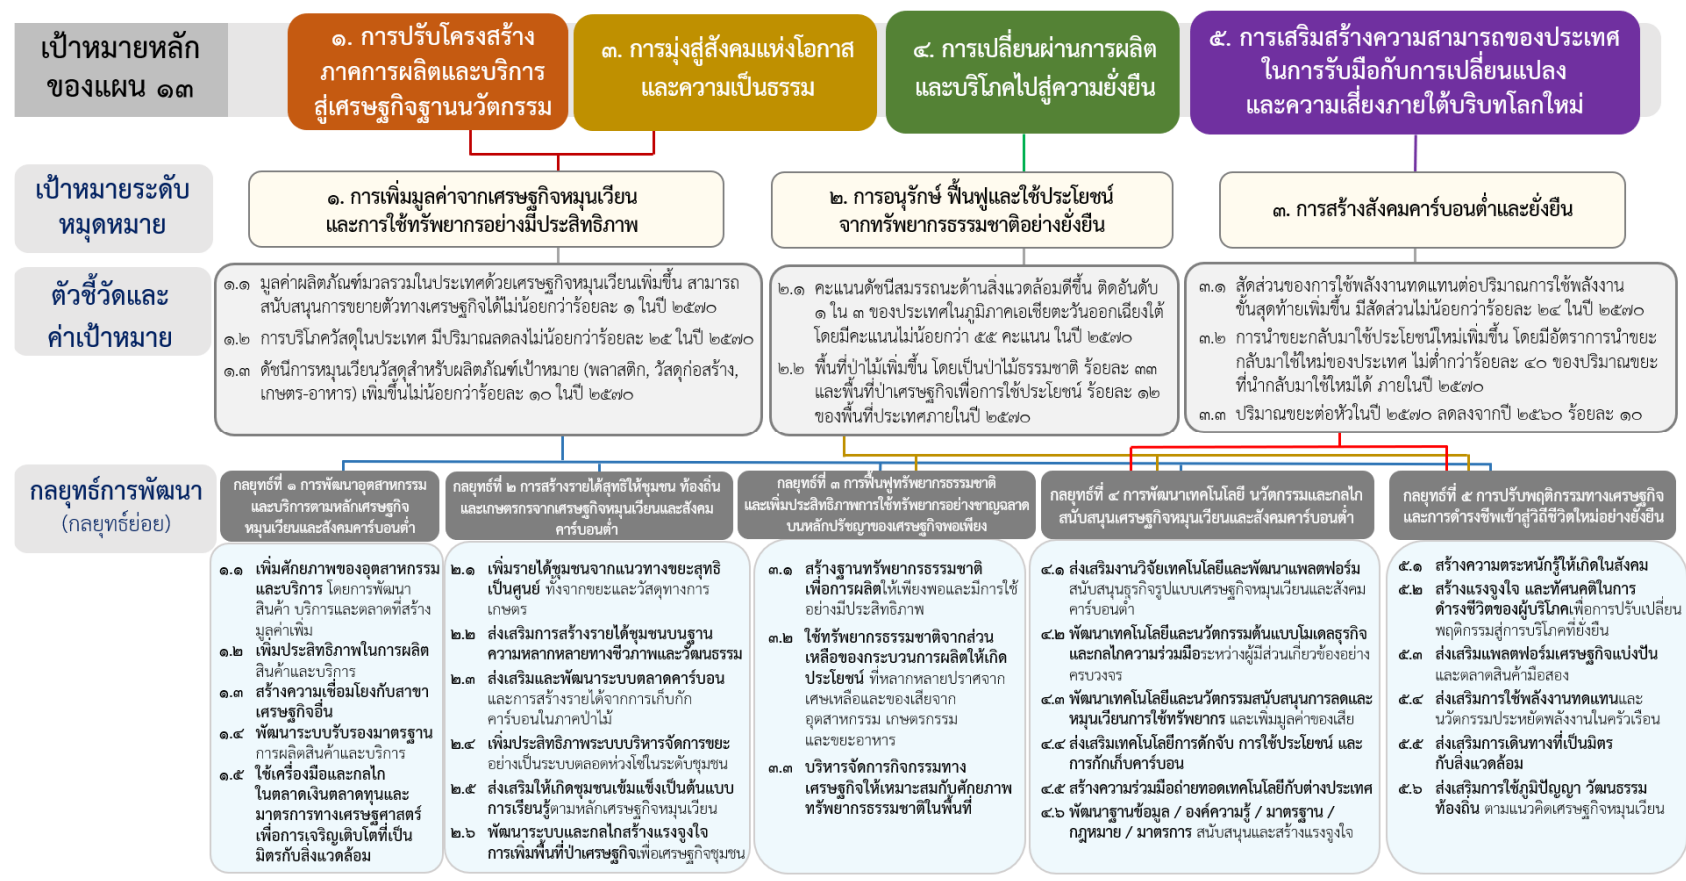 เป้าหมายหลัก
ของแผน ๑๓
๑. การปรับโครงสร้าง
ภาคการผลิตและบริการ
สู่เศรษฐกิจฐานนวัตกรรม
๓. การมุ่งสู่สังคมแห่งโอกาส
และความเป็นธรรม
๔. การเปลี่ยนผ่านการผลิต
และบริโภคไปสู่ความยั่งยืน
๕. การเสริมสร้างความสามารถของประเทศ
ในการรับมือกับการเปลี่ยนแปลง
และความเสี่ยงภายใต้บริบทโลกใหม่
เป้าหมายระดับ
หมุดหมาย
๑. การเพิ่มมูลค่าจากเศรษฐกิจหมุนเวียน
และการใช้ทรัพยากรอย่างมีประสิทธิภาพ
๒. การอนุรักษ์ ฟื้นฟูและใช้ประโยชน์
จากทรัพยากรธรรมชาติอย่างยั่งยืน
๓. การสร้างสังคมคาร์บอนต่ำและยั่งยืน
ตัวชี้วัดและ
ค่าเป้าหมาย
๑.๑ มูลค่าผลิตภัณฑ์มวลรวมในประเทศด้วยเศรษฐกิจหมุนเวียนเพิ่มขึ้น สามารถ
สนับสนุนการขยายตัวทางเศรษฐกิจได้ไม่น้อยกว่าร้อยละ ๑ ในปี ๒๕๗๐
๑.๒ การบริโภควัสดุในประเทศ มีปริมาณลดลงไม่น้อยกว่าร้อยละ ๒๕ ในปี ๒๕๗๐
๑.๓ ดัชนีการหมุนเวียนวัสดุสำหรับผลิตภัณฑ์เป้าหมาย (พลาสติก, วัสดุก่อสร้าง,
เกษตร-อาหาร) เพิ่มขึ้นไม่น้อยกว่าร้อยละ ๑๐ ในปี ๒๕๗๐
๒.๑ คะแนนดัชนีสมรรถนะด้านสิ่งแวดล้อมดีขึ้น ติดอันดับ
๑ ใน ๓ ของประเทศในภูมิภาคเอเชียตะวันออกเฉียงใต้
โดยมีคะแนนไม่น้อยกว่า ๕๕ คะแนน ในปี ๒๕๗๐
๒.๒ พื้นที่ป่าไม้เพิ่มขึ้น โดยเป็นป่าไม้ธรรมชาติ ร้อยละ ๓๓
และพื้นที่ป่าเศรษฐกิจเพื่อการใช้ประโยชน์ ร้อยละ ๑๒
ของพื้นที่ประเทศภายในปี ๒๕๗๐
๓.๑ สัดส่วนของการใช้พลังงานทดแทนต่อปริมาณการใช้พลังงาน
ขั้นสุดท้ายเพิ่มขึ้น มีสัดส่วนไม่น้อยกว่าร้อยละ ๒๔ ในปี ๒๕๗๐
๓.๒ การนำขยะกลับมาใช้ประโยชน์ใหม่เพิ่มขึ้น โดยมีอัตราการนำขยะ
กลับมาใช้ใหม่ของประเทศ ไม่ต่ำกว่าร้อยละ ๔๐ ของปริมาณขยะ
ที่นำกลับมาใช้ใหม่ได้ ภายในปี ๒๕๗๐
๓.๓ ปริมาณขยะต่อหัวในปี ๒๕๗๐ ลดลงจากปี ๒๕๖๐ ร้อยละ ๑๐
กลยุทธ์การพัฒนา
(กลยุทธ์ย่อย)
กลยุทธ์ที่ ๑ การพัฒนาอุตสาหกรรม
และบริการตามหลักเศรษฐกิจ
หมุนเวียนและสังคมคาร์บอนต่ำ
๑.๑ เพิ่มศักยภาพของอุตสาหกรรม
และบริการ โดยการพัฒนา
สินค้า บริการและตลาดที่สร้าง
มูลค่าเพิ่ม
๑.๒ เพิ่มประสิทธิภาพในการผลิต
สินค้าและบริการ
๑.๓ สร้างความเชื่อมโยงกับสาขา
เศรษฐกิจอื่น
๑.๔ พัฒนาระบบรับรองมาตรฐาน
การผลิตสินค้าและบริการ
๑.๕ ใช้เครื่องมือและกลไก
ในตลาดเงินตลาดทุนและ
มาตรการทางเศรษฐศาสตร์
เพื่อการเจริญเติบโตที่เป็น
มิตรกับสิ่งแวดล้อม
กลยุทธ์ที่ ๒ การสร้างรายได้สุทธิให้ชุมชน ท้องถิ่น
และเกษตรกรจากเศรษฐกิจหมุนเวียนและสังคม
คาร์บอนต่ำ
๒.๑ เพิ่มรายได้ชุมชนจากแนวทางขยะสุทธิ
เป็นศูนย์ ทั้งจากขยะและวัสดุทางการ
เกษตร
๒.๒ ส่งเสริมการสร้างรายได้ชุมชนบนฐาน
ความหลากหลายทางชีวภาพและวัฒนธรรม
๒.๓ ส่งเสริมและพัฒนาระบบตลาดคาร์บอน
และการสร้างรายได้จากการเก็บกัก
คาร์บอนในภาคป่าไม้
๒.๔ เพิ่มประสิทธิภาพระบบบริหารจัดการขยะ
อย่างเป็นระบบตลอดห่วงโซ่ในระดับชุมชน
๒.๕ ส่งเสริมให้เกิดชุมชนเข้มแข็งเป็นต้นแบบ
การเรียนรู้ตามหลักเศรษฐกิจหมุนเวียน
๒.๖ พัฒนาระบบและกลไกสร้างแรงจูงใจ
การเพิ่มพื้นที่ป่าเศรษฐกิจเพื่อเศรษฐกิจชุมชน
กลยุทธ์ที่ ๓ การฟื้นฟูทรัพยากรธรรมชาติ
และเพิ่มประสิทธิภาพการใช้ทรัพยากรอย่างชาญฉลาด
บนหลักปรัชญาของเศรษฐกิจพอเพียง
๓.๑ สร้างฐานทรัพยากรธรรมชาติ
เพื่อการผลิตให้เพียงพอและมีการใช้
อย่างมีประสิทธิภาพ
๓.๒ ใช้ทรัพยากรธรรมชาติจากส่วน
เหลือของกระบวนการผลิตให้เกิด
ประโยชน์ ที่หลากหลายปราศจาก
เศษเหลือและของเสียจาก
อุตสาหกรรม เกษตรกรรม
และขยะอาหาร
๓.๓ บริหารจัดการกิจกรรมทาง
เศรษฐกิจให้เหมาะสมกับศักยภาพ
ทรัพยากรธรรมชาติในพื้นที่
กลยุทธ์ที่ ๔ การพัฒนาเทคโนโลยี นวัตกรรมและกลไก
สนับสนุนเศรษฐกิจหมุนเวียนและสังคมคาร์บอนต่ำ
๔.๑ ส่งเสริมงานวิจัยเทคโนโลยีและพัฒนาแพลตฟอร์ม
สนับสนุนธุรกิจรูปแบบเศรษฐกิจหมุนเวียนและสังคม
คาร์บอนต่ำ
๔.๒ พัฒนาเทคโนโลยีและนวัตกรรมต้นแบบโมเดลธุรกิจ
และกลไกความร่วมมือระหว่างผู้มีส่วนเกี่ยวข้องอย่าง
ครบวงจร
๔.๓ พัฒนาเทคโนโลยีและนวัตกรรมสนับสนุนการลดและ
หมุนเวียนการใช้ทรัพยากร และเพิ่มมูลค่าของเสีย
๔.๔ ส่งเสริมเทคโนโลยีการดักจับ การใช้ประโยชน์ และ
การกักเก็บคาร์บอน
๔.๕ สร้างความร่วมมือถ่ายทอดเทคโนโลยีกับต่างประเทศ
๔.๖ พัฒนาฐานข้อมูล / องค์ความรู้ / มาตรฐาน /
กฎหมาย / มาตรการ สนับสนุนและสร้างแรงจูงใจ
กลยุทธ์ที่ ๕ การปรับพฤติกรรมทางเศรษฐกิจ
และการดำรงชีพเข้าสู่วิถีชีวิตใหม่อย่างยั่งยืน
๕.๑ สร้างความตระหนักรู้ให้เกิดในสังคม
๕.๒ สร้างแรงจูงใจ และทัศนคติในการ
ดำรงชีวิตของผู้บริโภคเพื่อการปรับเปลี่ยน
พฤติกรรมสู่การบริโภคที่ยั่งยืน
๕.๓ ส่งเสริมแพลตฟอร์มเศรษฐกิจแบ่งปัน
และตลาดสินค้ามือสอง
๕.๔ ส่งเสริมการใช้พลังงานทดแทนและ
นวัตกรรมประหยัดพลังงานในครัวเรือน
๕.๕ ส่งเสริมการเดินทางที่เป็นมิตร
กับสิ่งแวดล้อม
๕.๖ ส่งเสริมการใช้ภูมิปัญญา วัฒนธรรม
ท้องถิ่น ตามแนวคิดเศรษฐกิจหมุนเวียน